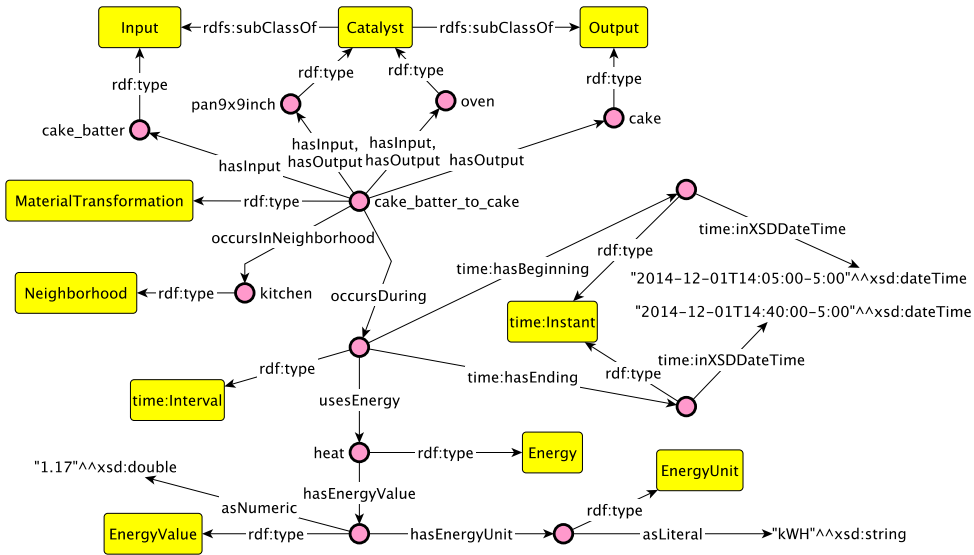 Input
rdfs:subClassOf
Catalyst
rdfs:subClassOf
Output
rdf:type
rdf:type
rdf:type
rdf:type
pan9x9inch
oven
cake_batter
cake
hasInput,
hasOutput
hasInput,
hasOutput
hasInput
hasOutput
MaterialTransformation
rdf:type
cake_batter_to_cake
occursInNeighborhood
time:inXSDDateTime
rdf:type
time:hasBeginning
"2014-12-01T14:05:00-5:00"^^xsd:dateTime
Neighborhood
rdf:type
kitchen
occursDuring
"2014-12-01T14:40:00-5:00"^^xsd:dateTime
time:Instant
time:inXSDDateTime
rdf:type
rdf:type
time:hasEnding
time:Interval
usesEnergy
heat
rdf:type
Energy
"1.17"^^xsd:double
EnergyUnit
hasEnergyValue
asNumeric
rdf:type
EnergyValue
rdf:type
hasEnergyUnit
asLiteral
"kWH"^^xsd:string